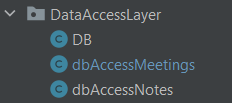 DataAccessLayer
DB
dbAccessMeetings
dbAccessNotes